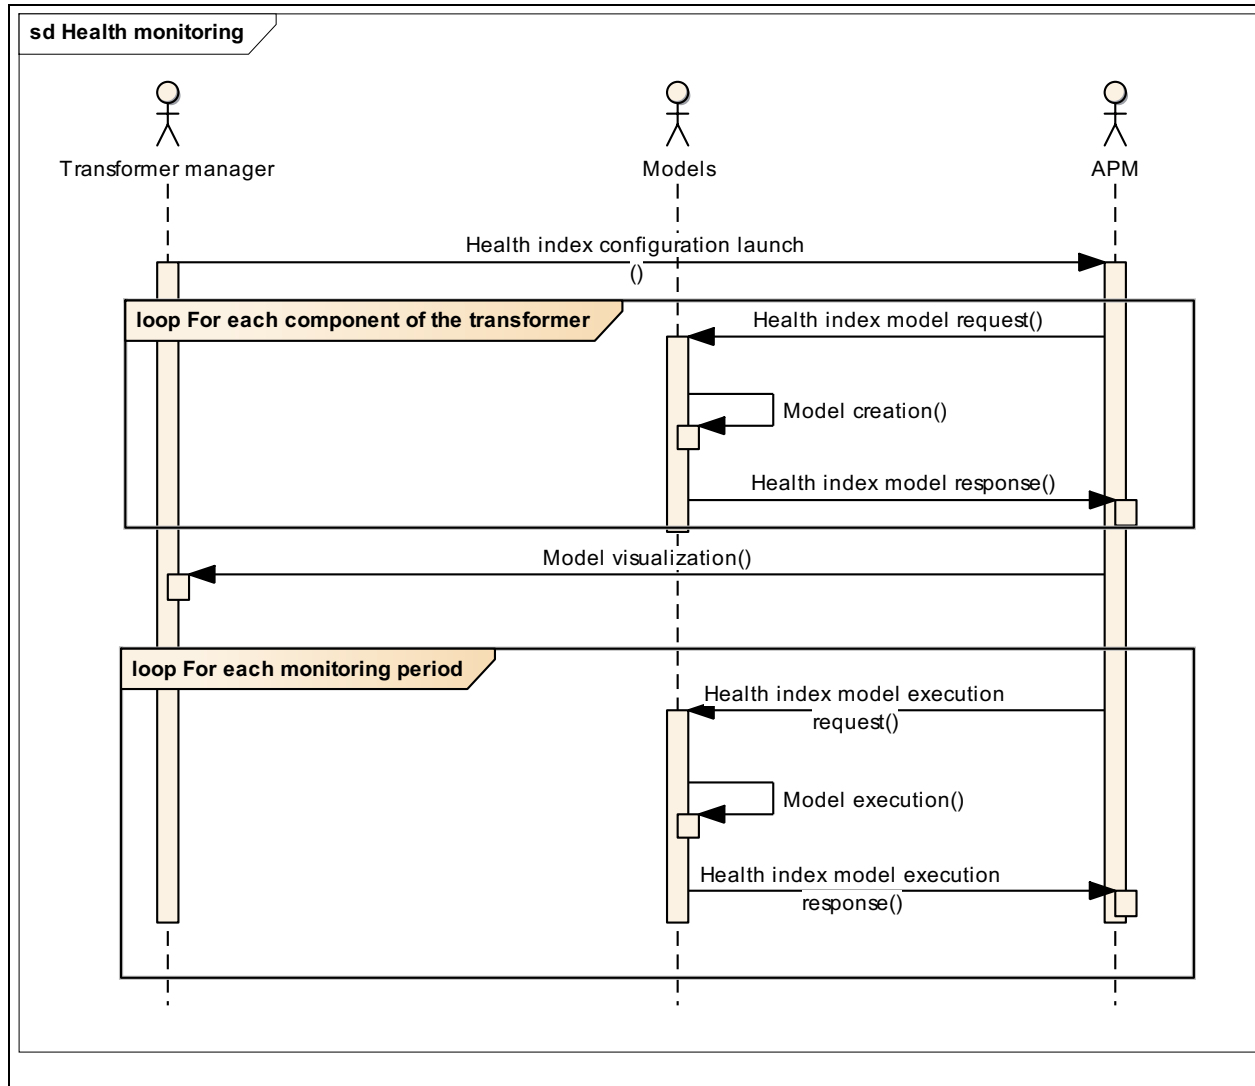 sd Health monitoring
Transformer manager
Models
APM
Health index configuration launch
()
loop For each component of the transformer
Health index model request()
Model creation()
Health index model response()
Model visualization()
loop For each monitoring period
Health index model execution
request()
Model execution()
Health index model execution
response()